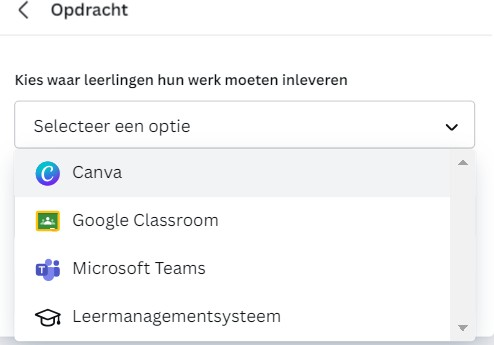 Opdracht
Kies waar leerlingen hun werk moeten inleveren
Selecteer een optie
Canva
Google Classroom
Microsoft Teams
Leermanagementsysteem